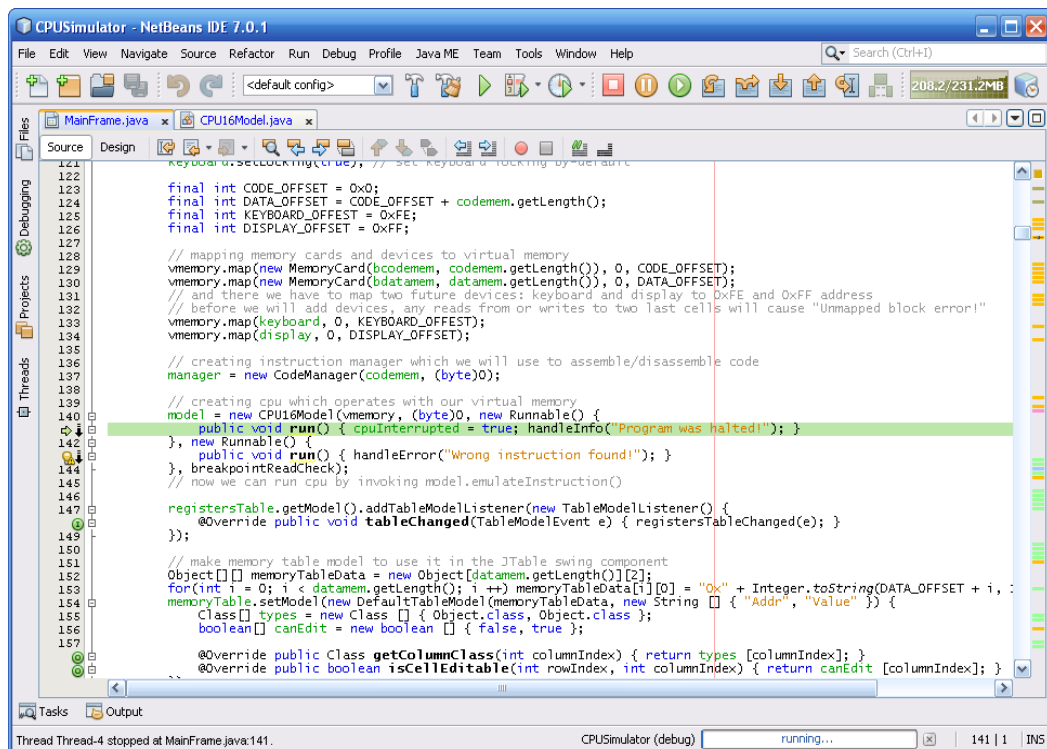 CPUSimulator - NetBeans IDE 7.0.1
File Edit View Navigate Source Refactor Run Debug Profile Java ME Team Tools Window Help Search (Ctrl+I)
<default config> 208.2/231.2MB
MainFrame.java x CPU16Model.java x
Source Design
Files
Debugging
Projects
Threads
121 keyboard.setLocking(true); // set keyboard locking by-default
122
123 final int CODE_OFFSET = 0x0;
124 final int DATA_OFFSET = CODE_OFFSET + codemem.getLength();
125 final int KEYBOARD_OFFEST = 0xFE;
126 final int DISPLAY_OFFSET = 0xFF;
127
128 // mapping memory cards and devices to virtual memory
129 vmemory.map(new MemoryCard(bcodemem, codemem.getLength()), 0, CODE_OFFSET);
130 vmemory.map(new MemoryCard(bdatamem, datamem.getLength()), 0, DATA_OFFSET);
131 // and there we have to map two future devices: keyboard and display to 0xFE and 0xFF address
132 // before we will add devices, any reads from or writes to two last cells will cause "Unmapped block error!"
133 vmemory.map(keyboard, 0, KEYBOARD_OFFEST);
134 vmemory.map(display, 0, DISPLAY_OFFSET);
135
136 // creating instruction manager which we will use to assemble/disassemble code
137 manager = new CodeManager(codemem, (byte)0);
138
139 // creating cpu which operates with our virtual memory
140 model = new CPU16Model(vmemory, (byte)0, new Runnable() {
public void run() { cpuInterrupted = true; handleInfo("Program was halted!"); }
142 }, new Runnable() {
public void run() { handleError("Wrong instruction found!"); }
144 }, breakpointReadCheck);
145 // now we can run cpu by invoking model.emulateInstruction()
146
147 registersTable.getModel().addTableModelListener(new TableModelListener() {
@Override public void tableChanged(TableModelEvent e) { registersTableChanged(e); }
149 });
150
151 // make memory table model to use it in the JTable swing component
152 Object[][] memoryTableData = new Object[datamem.getLength()][2];
153 for(int i = 0; i < datamem.getLength(); i ++) memoryTableData[i][0] = "0x" + Integer.toString(DATA_OFFSET + i,
154 memoryTable.setModel(new DefaultTableModel(memoryTableData, new String [] { "Addr", "Value" }) {
155 Class[] types = new Class [] { Object.class, Object.class };
156 boolean[] canEdit = new boolean [] { false, true };
157
@Override public Class getColumnClass(int columnIndex) { return types [columnIndex]; }
@Override public boolean isCellEditable(int rowIndex, int columnIndex) { return canEdit [columnIndex]; }
Tasks Output
Thread Thread-4 stopped at MainFrame.java:141. CPUSimulator (debug) running... 141 | 1 INS